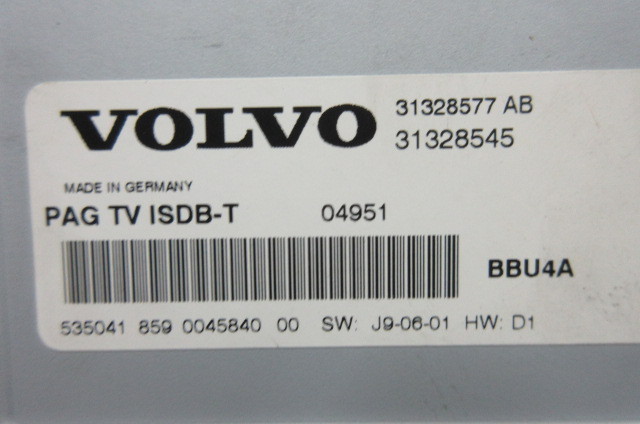 VOLVO 31328577 AB
31328545
MADE IN GERMANY
PAG TV ISDB-T 04951
BBU4A
535041 859 0045840 00 SW: J9-06-01 HW: D1